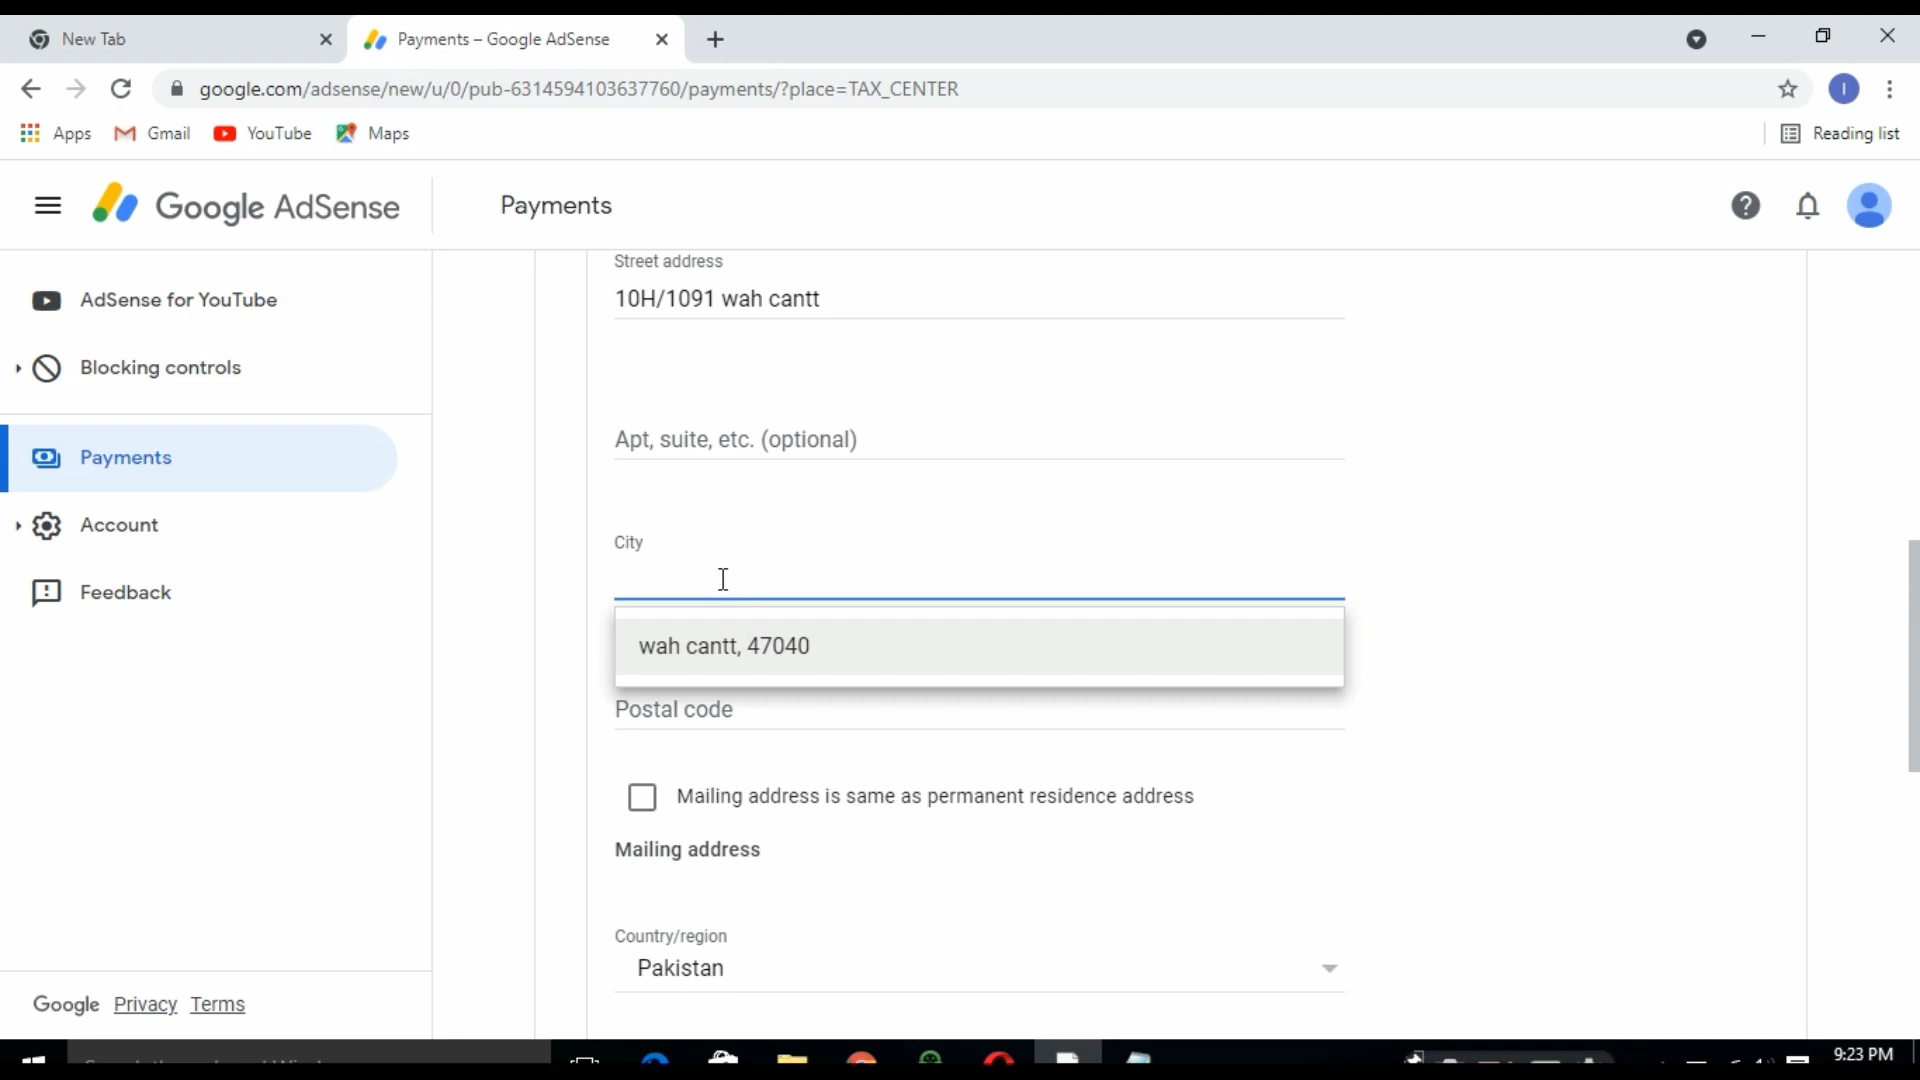 New Tab
Payments – Google AdSense
google.com/adsense/new/u/0/pub-6314594103637760/payments/?place=TAX_CENTER
I
Apps
Gmail
YouTube
Maps
Reading list
Google AdSense
Payments
AdSense for YouTube
Blocking controls
Payments
Account
Feedback
Google Privacy Terms
Street address
10H/1091 wah cantt
Apt, suite, etc. (optional)
City
wah cantt, 47040
Postal code
Mailing address is same as permanent residence address
Mailing address
Country/region
Pakistan
9:23 PM